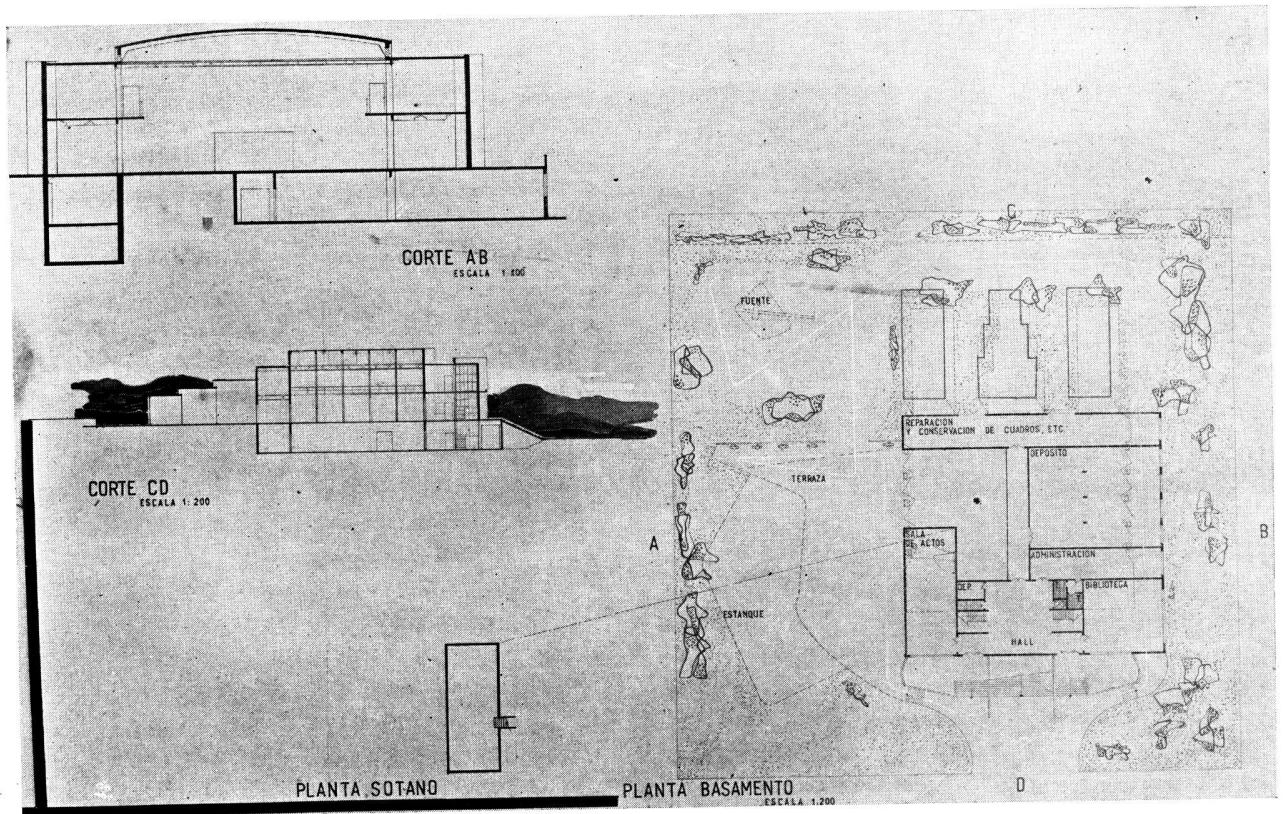 CORTE AB
ESCALA 1:100
CORTE CD
ESCALA 1:200
PLANTA SOTANO
C
FUENTE
REPARACION
Y CONSERVACION DE CUADROS, ETC
DEPOSITO
TERRAZA
A
B
SALA
DE ACTOS
ADMINISTRACION
DEP.
BIBLIOTECA
ESTANQUE
HALL
PLANTA BASAMENTO
ESCALA 1.200
D